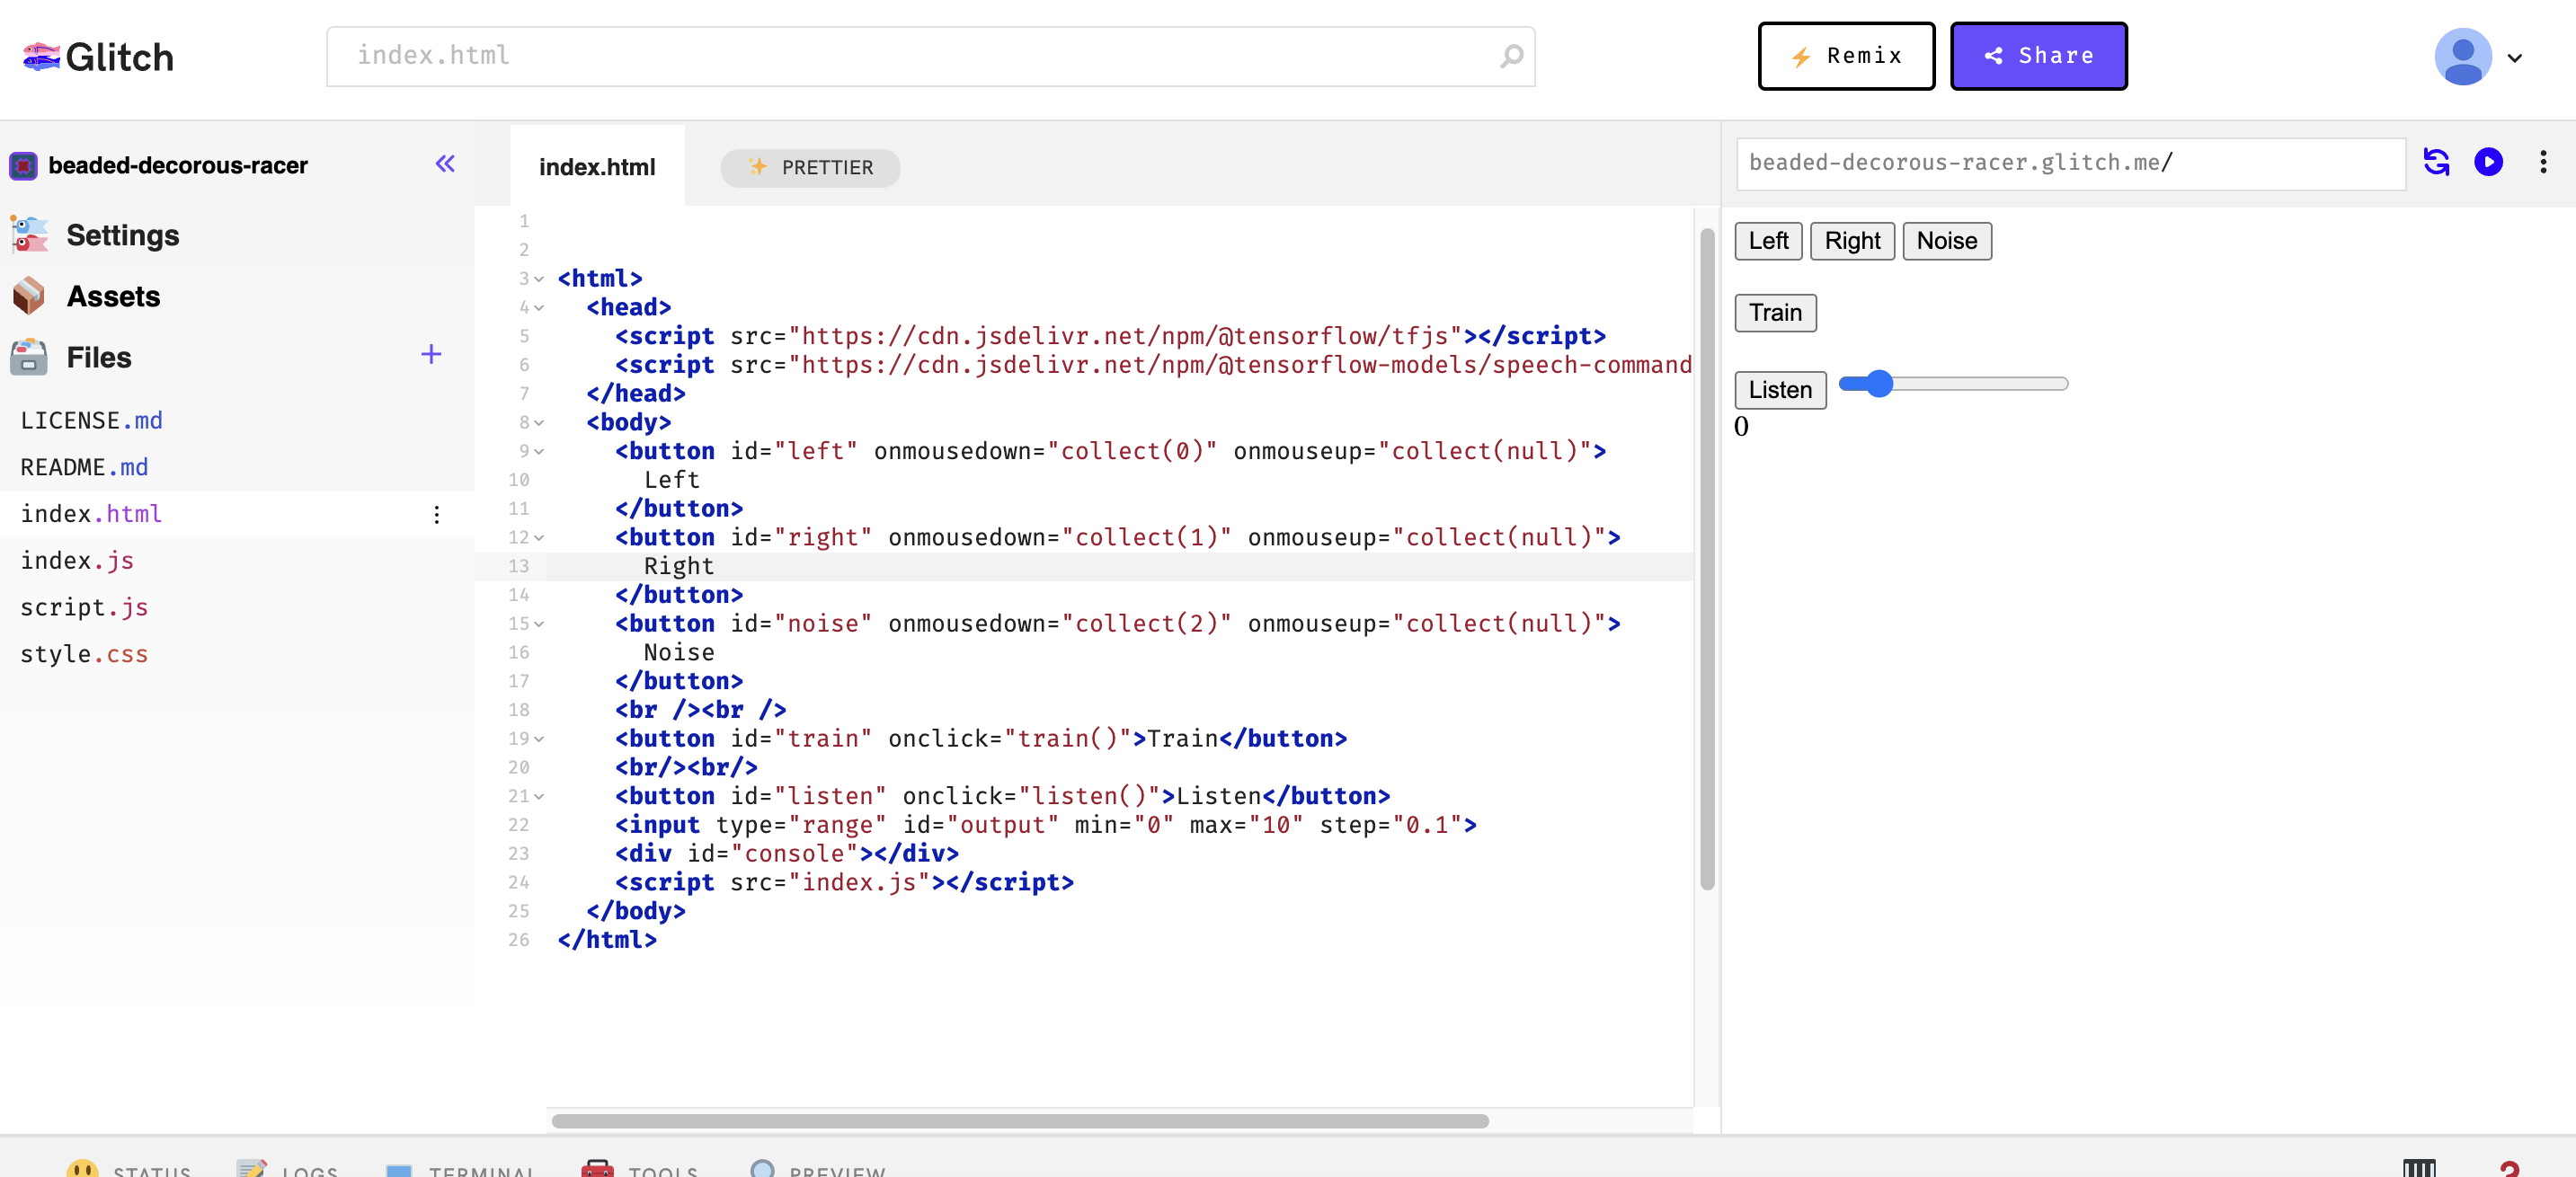 Glitch
index.html
Remix
Share
beaded-decorous-racer
Settings
Assets
Files
LICENSE.md
README.md
index.html
index.js
script.js
style.css
index.html
PRETTIER
1
2
3 <html>
4 <head>
5 <script src="https://cdn.jsdelivr.net/npm/@tensorflow/tfjs"></script>
6 <script src="https://cdn.jsdelivr.net/npm/@tensorflow-models/speech-command
7 </head>
8 <body>
9 <button id="left" onmousedown="collect(0)" onmouseup="collect(null)">
10 Left
11 </button>
12 <button id="right" onmousedown="collect(1)" onmouseup="collect(null)">
13 Right
14 </button>
15 <button id="noise" onmousedown="collect(2)" onmouseup="collect(null)">
16 Noise
17 </button>
18 <br /><br />
19 <button id="train" onclick="train()">Train</button>
20 <br/><br/>
21 <button id="listen" onclick="listen()">Listen</button>
22 <input type="range" id="output" min="0" max="10" step="0.1">
23 <div id="console"></div>
24 <script src="index.js"></script>
25 </body>
26 </html>
beaded-decorous-racer.glitch.me/
Left Right Noise
Train
Listen
0
STATUS LOGS TERMINAL TOOLS PREVIEW ?